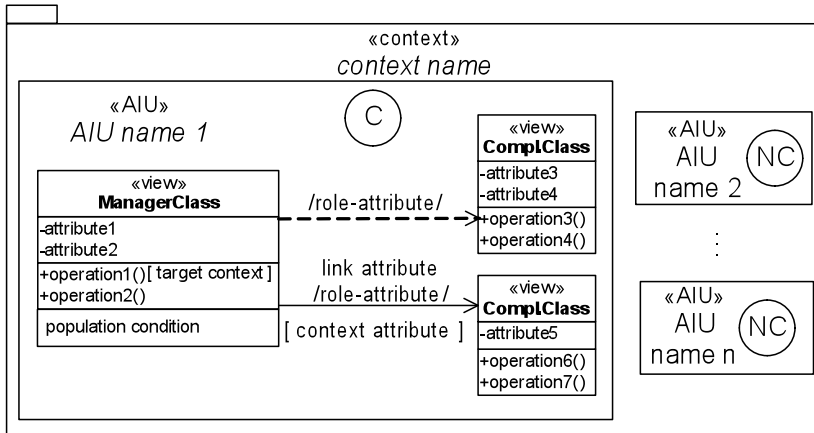 «context»
context name
«AIU»
AIU name 1
C
«view»
ManagerClass
-attribute1
-attribute2
+operation1()[ target context ]
+operation2()
population condition
/role-attribute/
link attribute
/role-attribute/
[ context attribute ]
«view»
Compl.Class
-attribute3
-attribute4
+operation3()
+operation4()
«view»
Compl.Class
-attribute5
+operation6()
+operation7()
«AIU»
AIU
name 2
NC
⋮
«AIU»
AIU
name n
NC